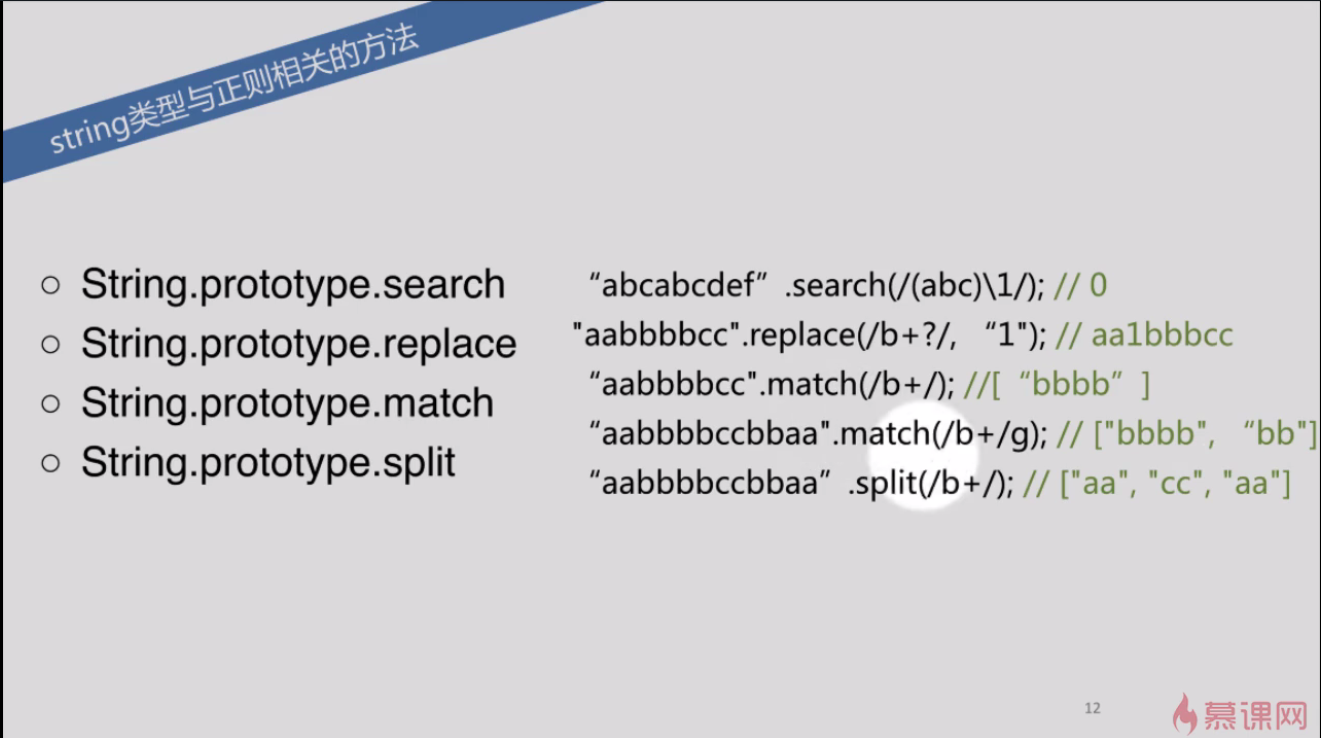 string类型与正则相关的方法
○ String.prototype.search
○ String.prototype.replace
○ String.prototype.match
○ String.prototype.split
“abcabcdef” .search(/(abc)\1/); // 0
"aabbbbcc".replace(/b+?/, “1"); // aa1bbbcc
“aabbbbcc".match(/b+/); //[ “bbbb” ]
“aabbbbccbbaa".match(/b+/g); // ["bbbb", “bb"]
“aabbbbccbbaa” .split(/b+/); // ["aa", "cc", "aa"]
12
慕课网